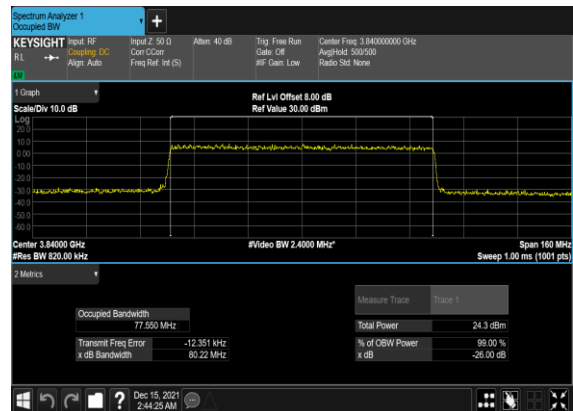 Spectrum Analyzer 1
Occupied BW
+
KEYSIGHT Input: RF Input Z: 50 Ω Atten: 40 dB Trig: Free Run Center Freq: 3.840000000 GHz
RL Coupling: DC Corr CCorr Gate: Off Avg|Hold: 500/500
Align: Auto Freq Ref: Int (S) #IF Gain: Low Radio Std: None
1 Graph
Ref Lvl Offset 8.00 dB
Scale/Div 10.0 dB Ref Value 30.00 dBm
Log
20.0
10.0
0.00
-10.0
-20.0
-30.0
-40.0
-50.0
-60.0
Center 3.84000 GHz #Video BW 2.4000 MHz* Span 160 MHz
#Res BW 820.00 kHz Sweep 1.00 ms (1001 pts)
2 Metrics
Measure Trace Trace 1
Occupied Bandwidth
77.550 MHz Total Power 24.3 dBm
Transmit Freq Error -12.351 kHz % of OBW Power 99.00 %
x dB Bandwidth 80.22 MHz x dB -26.00 dB
? Dec 15, 2021
2:44:25 AM